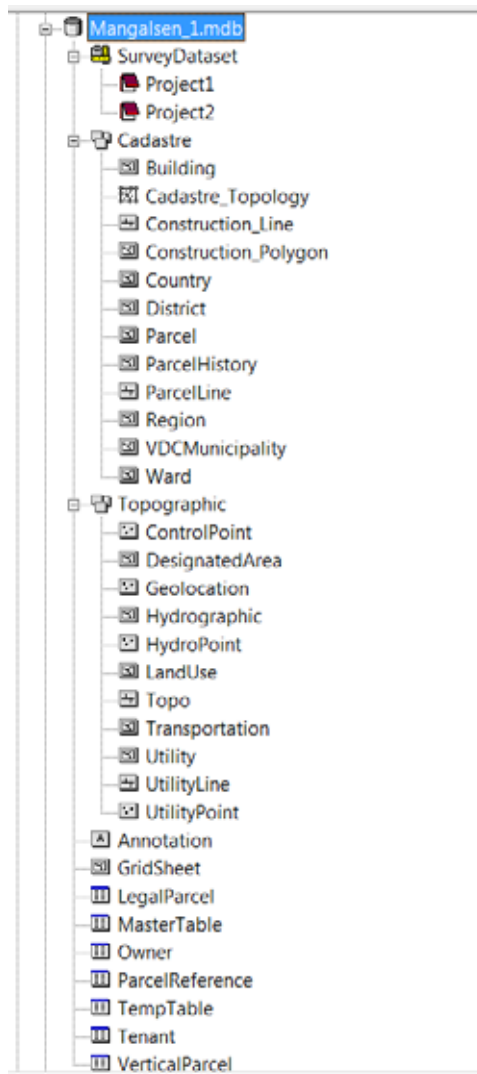 Mangalsen_1.mdb
SurveyDataset
Project1
Project2
Cadastre
Building
Cadastre_Topology
Construction_Line
Construction_Polygon
Country
District
Parcel
ParcelHistory
ParcelLine
Region
VDCMunicipality
Ward
Topographic
ControlPoint
DesignatedArea
Geolocation
Hydrographic
HydroPoint
LandUse
Topo
Transportation
Utility
UtilityLine
UtilityPoint
Annotation
GridSheet
LegalParcel
MasterTable
Owner
ParcelReference
TempTable
Tenant
VerticalParcel